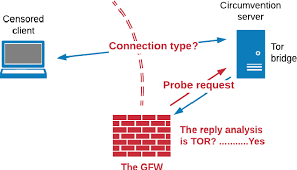 Censored
client
Circumvention
server
Connection type?
Tor
bridge
Probe request
The reply analysis
is TOR? ...........Yes
The GFW